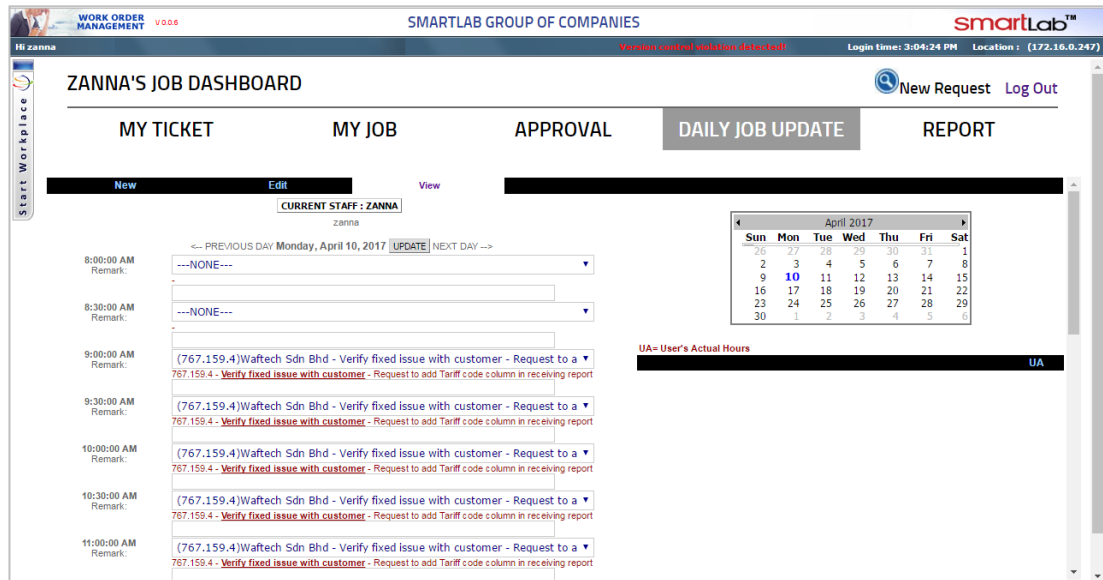 WORK ORDER
MANAGEMENT
V 0.0.6
SMARTLAB GROUP OF COMPANIES
smartLab™
Hi zanna
Version control violation detected!
Login time: 3:04:24 PM
Location : (172.16.0.247)
Start Workplace
ZANNA'S JOB DASHBOARD
New Request
Log Out
MY TICKET
MY JOB
APPROVAL
DAILY JOB UPDATE
REPORT
New
Edit
View
CURRENT STAFF : ZANNA
zanna
<-- PREVIOUS DAY Monday, April 10, 2017 UPDATE NEXT DAY -->
8:00:00 AM
Remark:
---NONE---
-
8:30:00 AM
Remark:
---NONE---
-
9:00:00 AM
Remark:
(767.159.4)Waftech Sdn Bhd - Verify fixed issue with customer - Request to a
767.159.4 - Verify fixed issue with customer - Request to add Tariff code column in receiving report
9:30:00 AM
Remark:
(767.159.4)Waftech Sdn Bhd - Verify fixed issue with customer - Request to a
767.159.4 - Verify fixed issue with customer - Request to add Tariff code column in receiving report
10:00:00 AM
Remark:
(767.159.4)Waftech Sdn Bhd - Verify fixed issue with customer - Request to a
767.159.4 - Verify fixed issue with customer - Request to add Tariff code column in receiving report
10:30:00 AM
Remark:
(767.159.4)Waftech Sdn Bhd - Verify fixed issue with customer - Request to a
767.159.4 - Verify fixed issue with customer - Request to add Tariff code column in receiving report
11:00:00 AM
Remark:
(767.159.4)Waftech Sdn Bhd - Verify fixed issue with customer - Request to a
767.159.4 - Verify fixed issue with customer - Request to add Tariff code column in receiving report
April 2017
Sun Mon Tue Wed Thu Fri Sat
26 27 28 29 30 31 1
2 3 4 5 6 7 8
9 10 11 12 13 14 15
16 17 18 19 20 21 22
23 24 25 26 27 28 29
30 1 2 3 4 5 6
UA= User's Actual Hours
UA